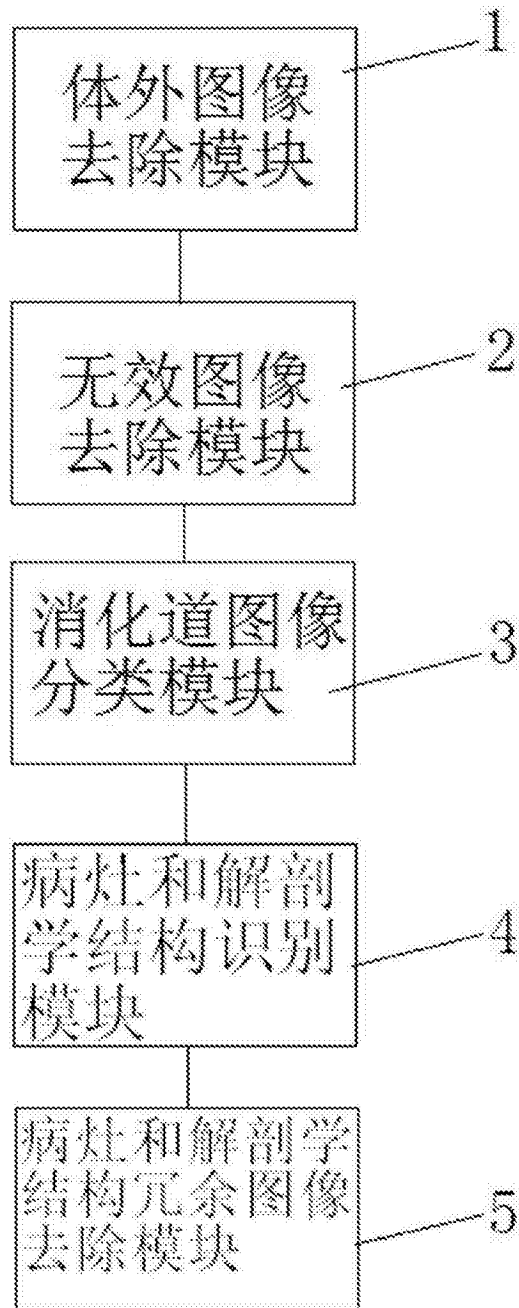 1
体外图像
去除模块
2
无效图像
去除模块
消化道图像
分类模块
3
病灶和解剖
学结构识别
模块
4
病灶和解剖学
结构冗余图像
去除模块
5